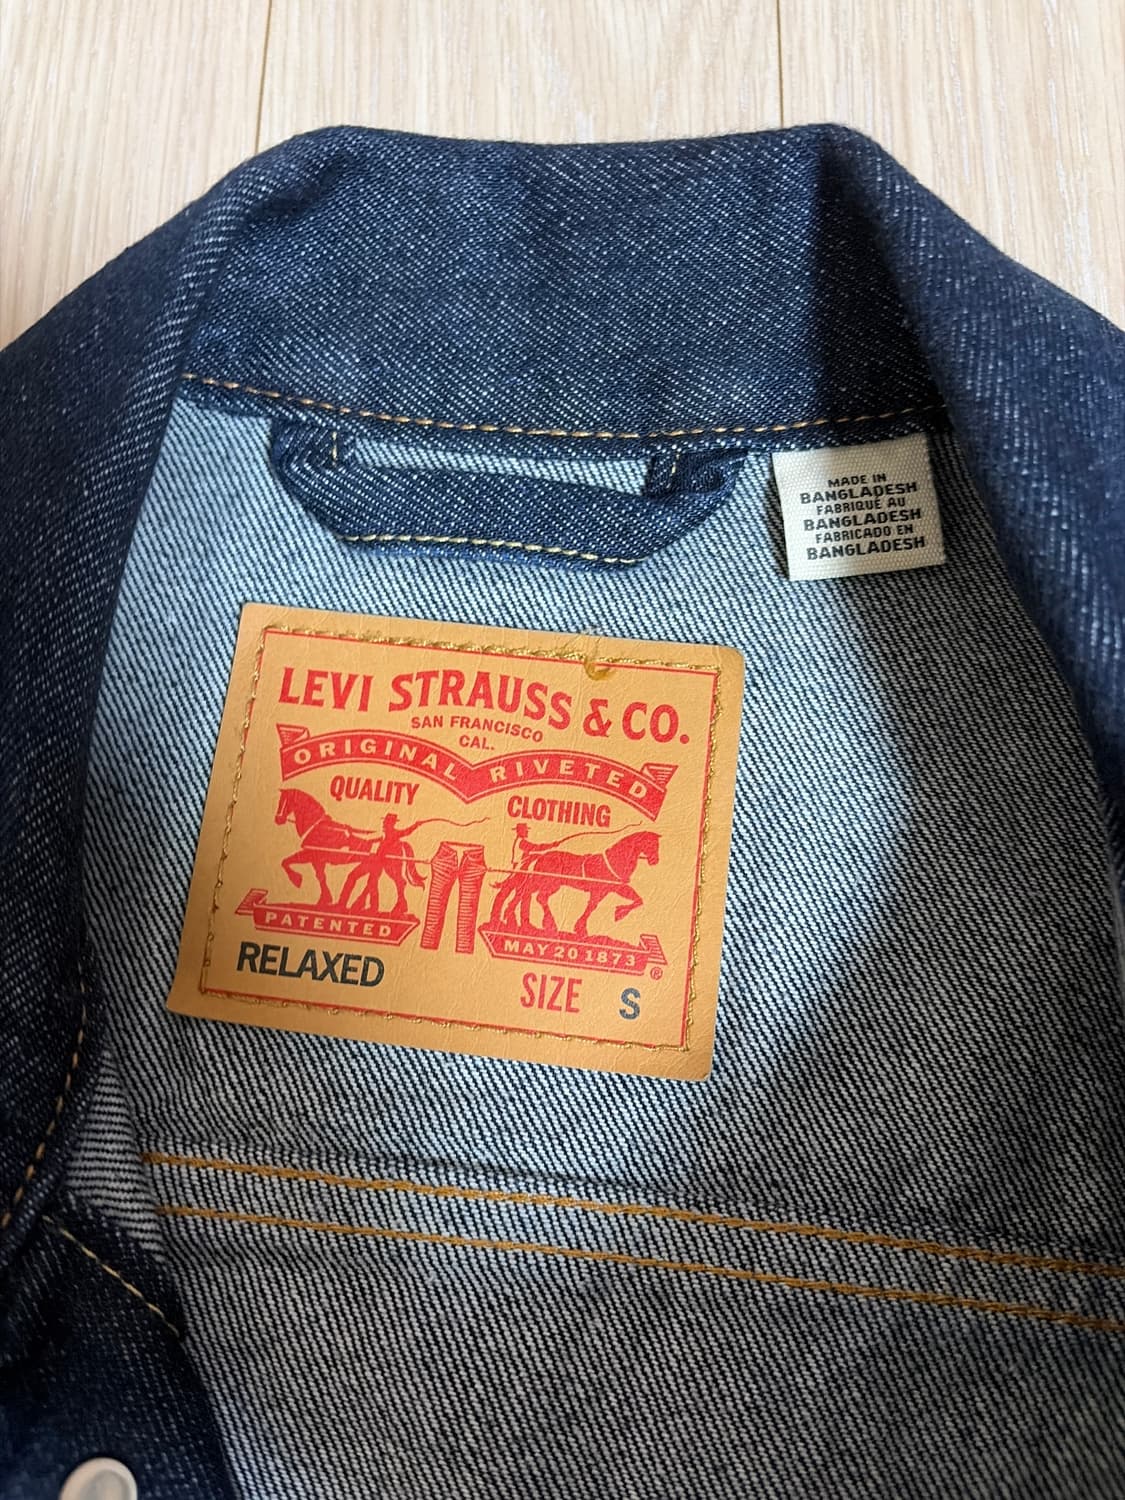 MADE IN
BANGLADESH
FABRIQUÉ AU
BANGLADESH
FABRICADO EN
BANGLADESH
LEVI STRAUSS & CO.
SAN FRANCISCO
CAL.
ORIGINAL RIVETED
QUALITY CLOTHING
PATENTED MAY 20 1873 ®
RELAXED SIZE S